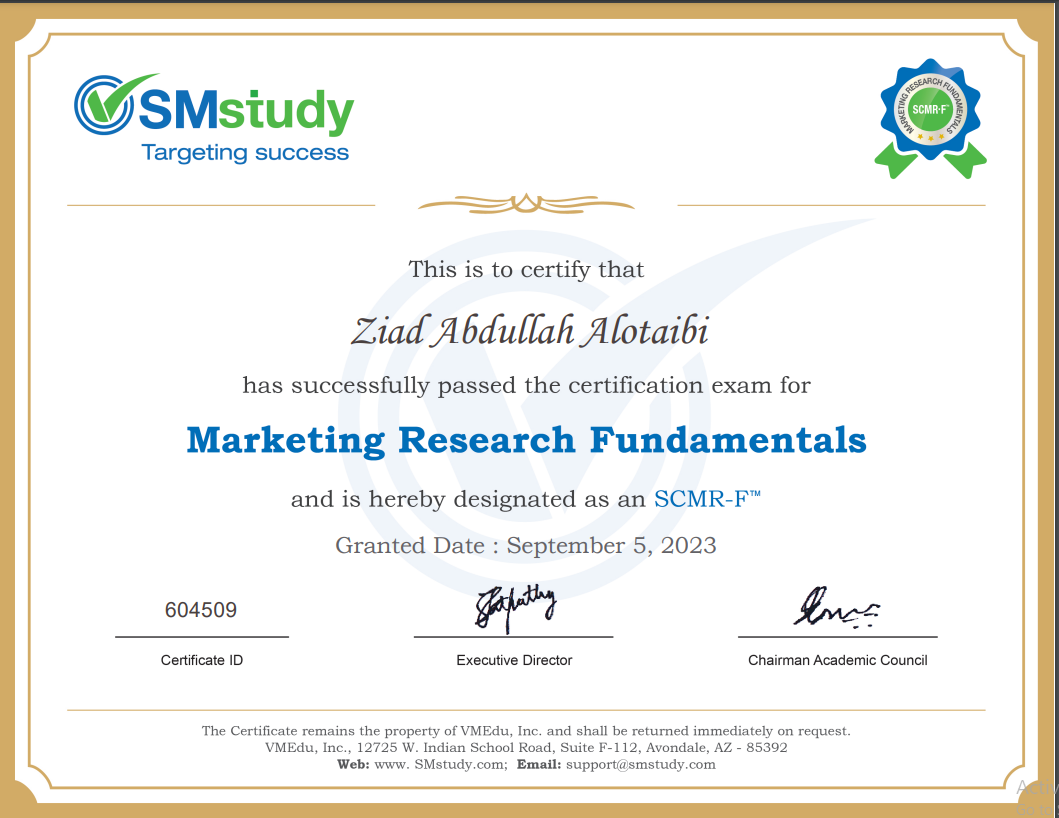 SMstudy
Targeting success
MARKETING RESEARCH FUNDAMENTALS
SCMR-F™
This is to certify that
Ziad Abdullah Alotaibi
has successfully passed the certification exam for
Marketing Research Fundamentals
and is hereby designated as an SCMR-F™
Granted Date : September 5, 2023
604509
Certificate ID
Executive Director
Chairman Academic Council
The Certificate remains the property of VMEdu, Inc. and shall be returned immediately on request.
VMEdu, Inc., 12725 W. Indian School Road, Suite F-112, Avondale, AZ - 85392
Web: www. SMstudy.com; Email: support@smstudy.com